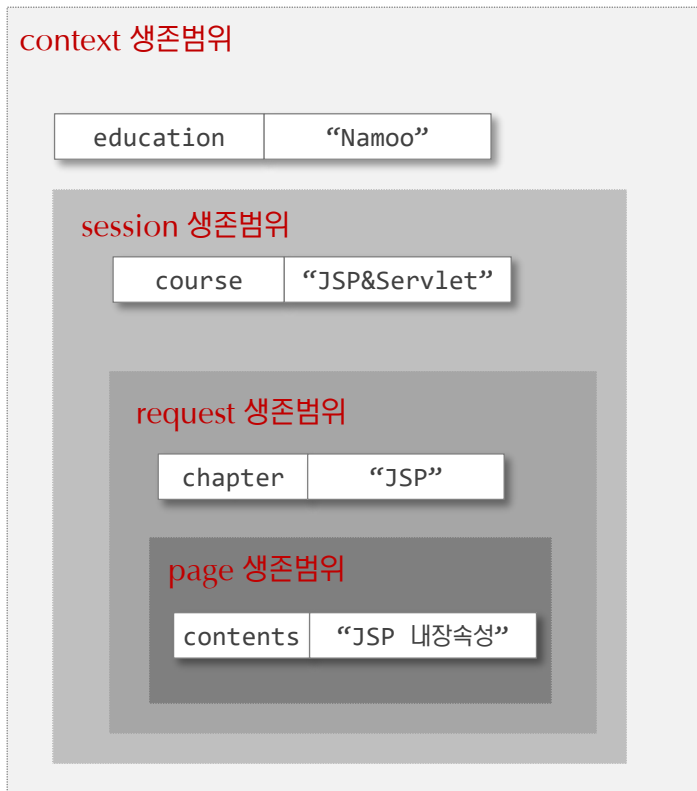 context 생존범위
education “Namoo”
session 생존범위
course “JSP&Servlet”
request 생존범위
chapter “JSP”
page 생존범위
contents “JSP 내장속성”